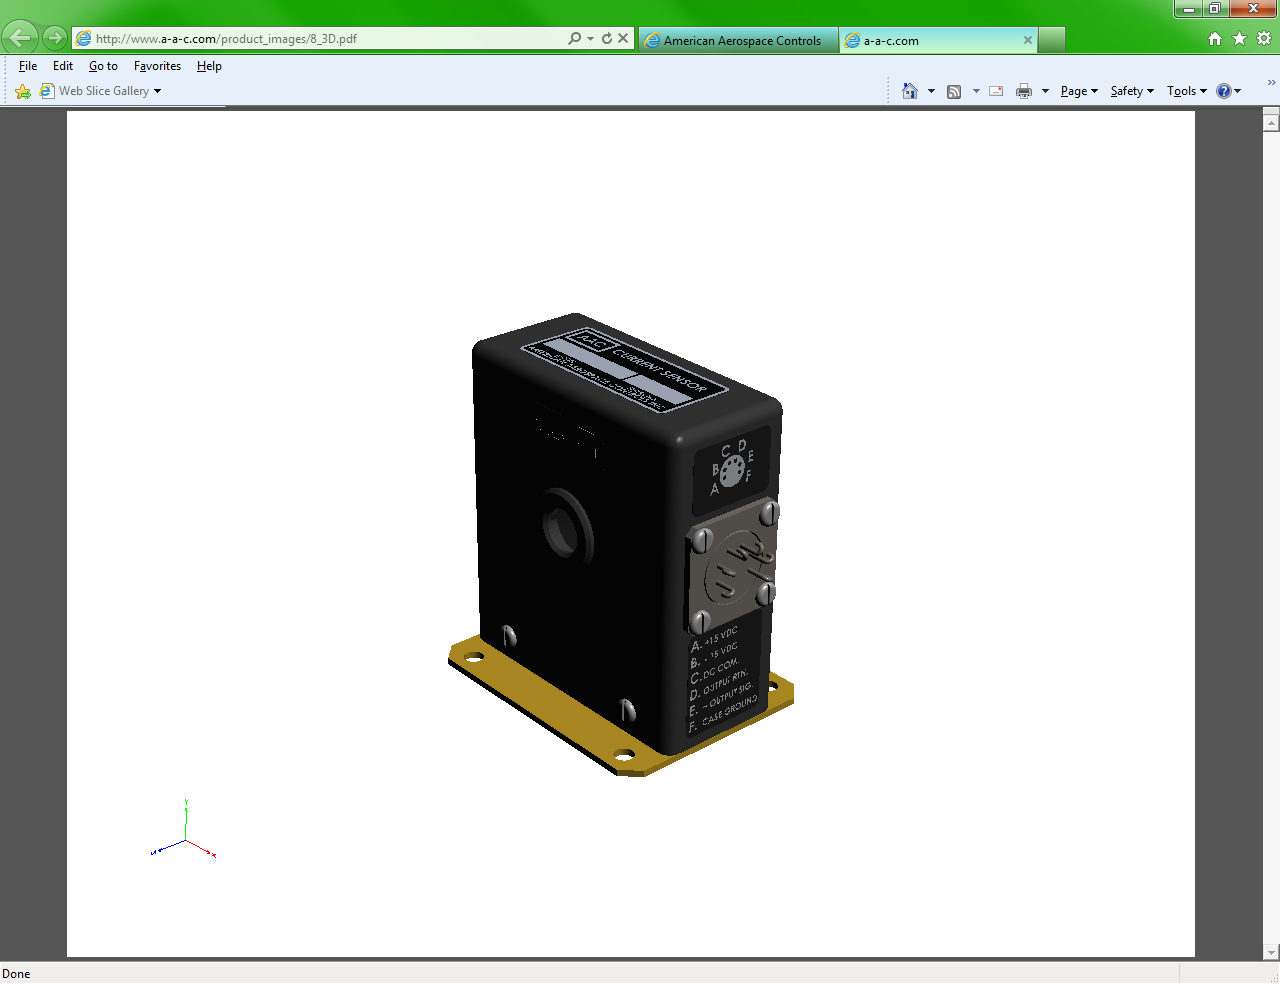 http://www.a-a-c.com/product_images/8_3D.pdf
American Aerospace Controls
a-a-c.com
File Edit Go to Favorites Help
Web Slice Gallery
Page Safety Tools
AAC CURRENT SENSOR
C D
B E
A F
A. +15 VDC
B. - 15 VDC
C. DC COM.
D. OUTPUT RTN.
E. + OUTPUT SIG.
F. CASE GROUND
Y
X
Done